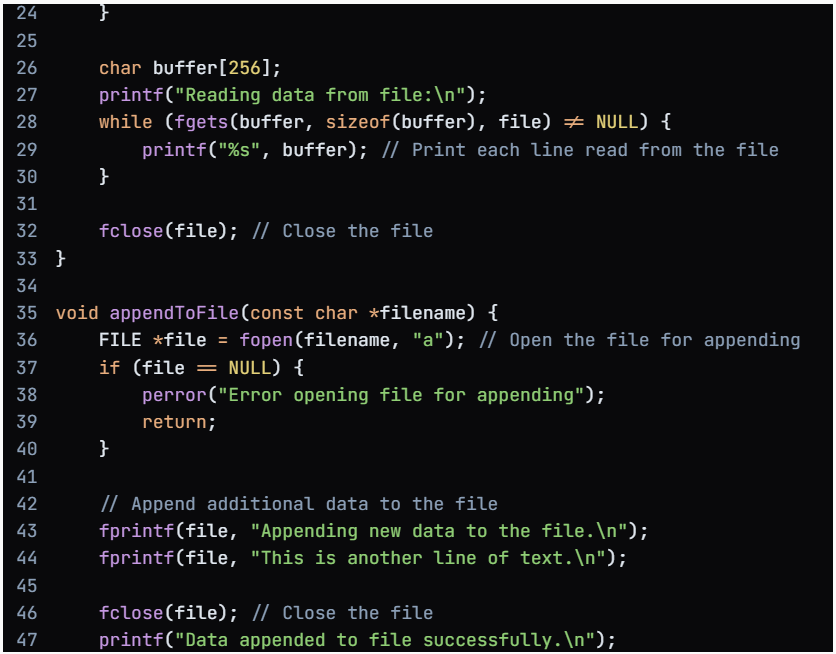 24     }
25
26     char buffer[256];
27     printf("Reading data from file:\n");
28     while (fgets(buffer, sizeof(buffer), file) != NULL) {
29         printf("%s", buffer); // Print each line read from the file
30     }
31
32     fclose(file); // Close the file
33 }
34
35 void appendToFile(const char *filename) {
36     FILE *file = fopen(filename, "a"); // Open the file for appending
37     if (file == NULL) {
38         perror("Error opening file for appending");
39         return;
40     }
41
42     // Append additional data to the file
43     fprintf(file, "Appending new data to the file.\n");
44     fprintf(file, "This is another line of text.\n");
45
46     fclose(file); // Close the file
47     printf("Data appended to file successfully.\n");